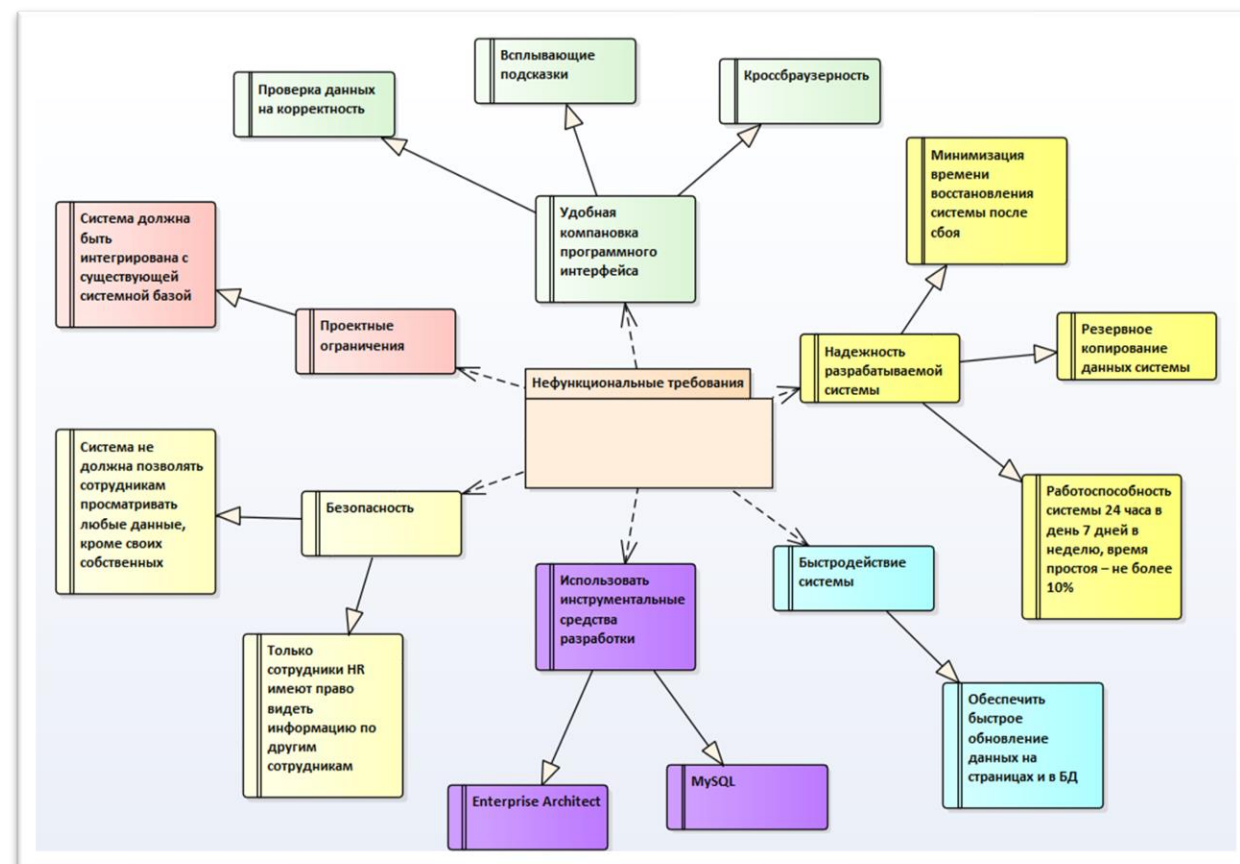 Всплывающие
подсказки
Проверка данных
на корректность
Кроссбраузерность
Минимизация
времени
восстановления
системы после
сбоя
Система должна
быть
интегрирована с
существующей
системной базой
Удобная
компановка
программного
интерфейса
Проектные
ограничения
Надежность
разрабатываемой
системы
Резервное
копирование
данных системы
Нефункциональные требования
Система не
должна позволять
сотрудникам
просматривать
любые данные,
кроме своих
собственных
Безопасность
Работоспособность
системы 24 часа в
день 7 дней в
неделю, время
простоя – не более
10%
Использовать
инструментальные
средства
разработки
Быстродействие
системы
Только
сотрудники HR
имеют право
видеть
информацию по
другим
сотрудникам
Обеспечить
быстрое
обновление
данных на
страницах и в БД
Enterprise Architect
MySQL